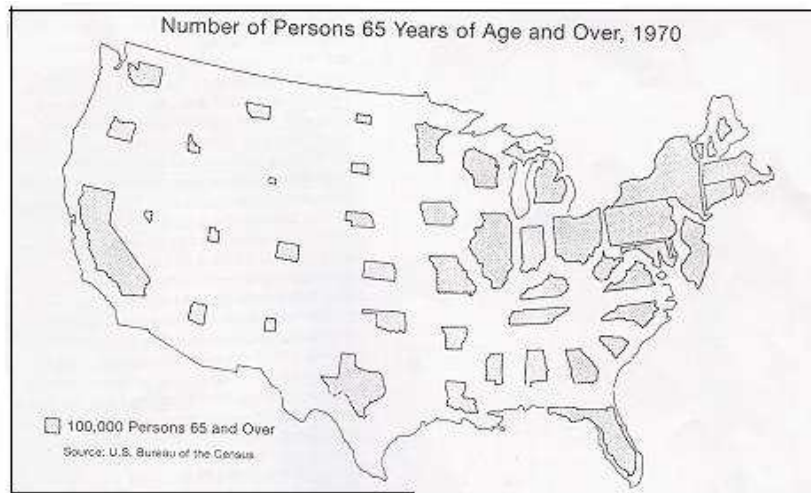 Number of Persons 65 Years of Age and Over, 1970
100,000 Persons 65 and Over
Source: U.S. Bureau of the Census